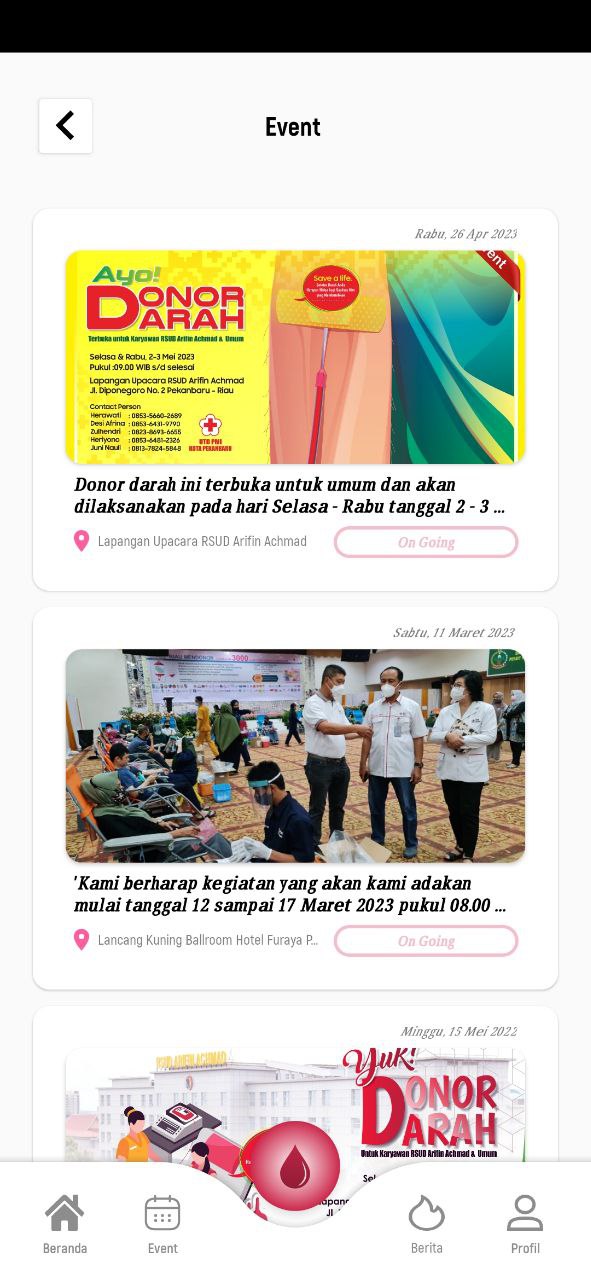 Event
Rabu, 26 Apr 2023
Ayo!
DONOR
DARAH
Terbuka untuk Karyawan RSUD Arifin Achmad & Umum
Selasa & Rabu, 2-3 Mei 2023
Pukul :09.00 WIB s/d selesai
Lapangan Upacara RSUD Arifin Achmad
Jl. Diponegoro No. 2 Pekanbaru - Riau
Contact Person
Herawati : 0853-5660-2689
Desi Afrina : 0823-6431-9790
Zulhendri : 0823-8693-6655
Heriyono : 0853-6481-2326
Juni Nauli : 0813-7824-5848
UTD PMI
KOTA PEKANBARU
Save a life.
ent
Donor darah ini terbuka untuk umum dan akan
dilaksanakan pada hari Selasa - Rabu tanggal 2 - 3 ...
Lapangan Upacara RSUD Arifin Achmad
On Going
Sabtu, 11 Maret 2023
RIAU MENDONOR 3000
'Kami berharap kegiatan yang akan kami adakan
mulai tanggal 12 sampai 17 Maret 2023 pukul 08.00 ...
Lancang Kuning Ballroom Hotel Furaya P...
On Going
Minggu, 15 Mei 2022
RSUD ARIFIN ACHMAD
Yuk!
DONOR
DARAH
Untuk Karyawan RSUD Arifin Achmad & Umum
Beranda
Event
Berita
Profil